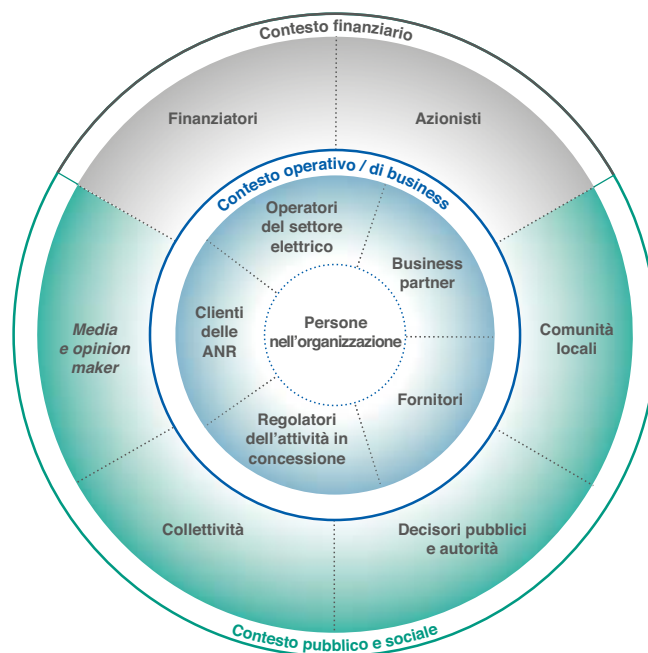 Contesto finanziario
Finanziatori
Azionisti
Contesto operativo / di business
Operatori
del settore
elettrico
Business
partner
Clienti
delle
ANR
Persone
nell'organizzazione
Media
e opinion
maker
Comunità
locali
Fornitori
Regolatori
dell'attività in
concessione
Collettività
Decisori pubblici
e autorità
Contesto pubblico e sociale